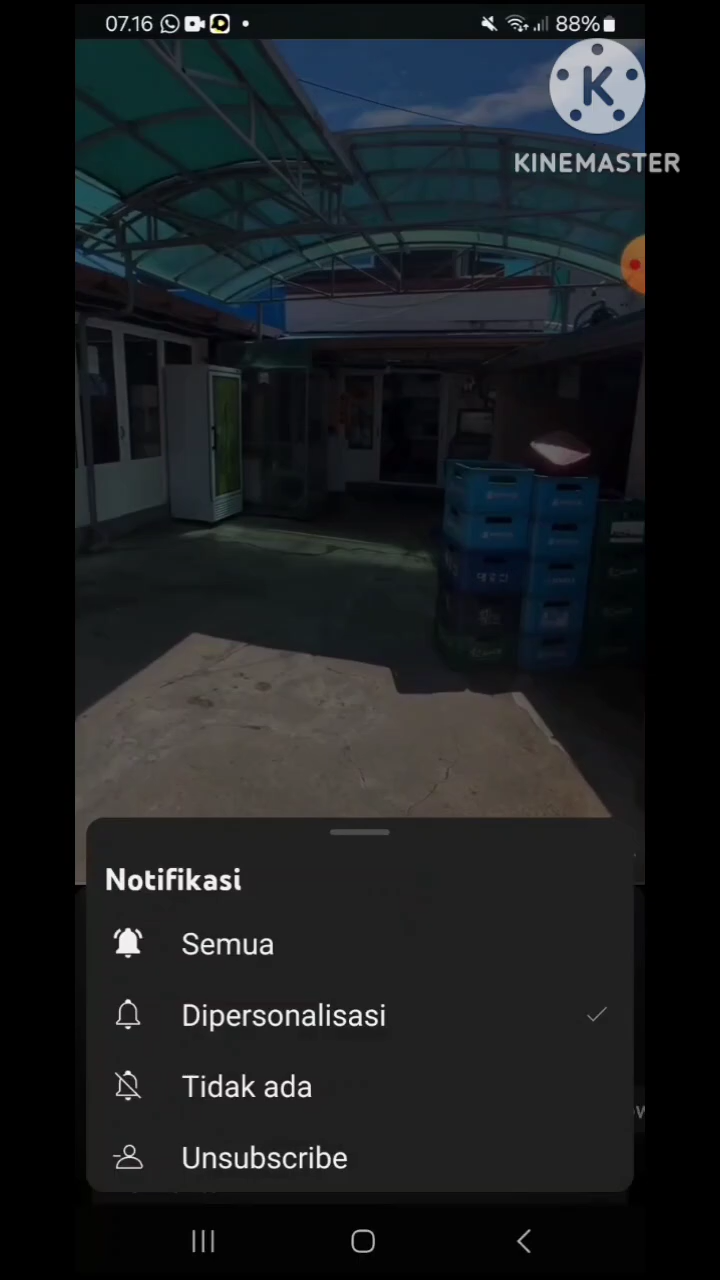 07.16
88%
K
KINEMASTER
Notifikasi
Semua
Dipersonalisasi
Tidak ada
Unsubscribe